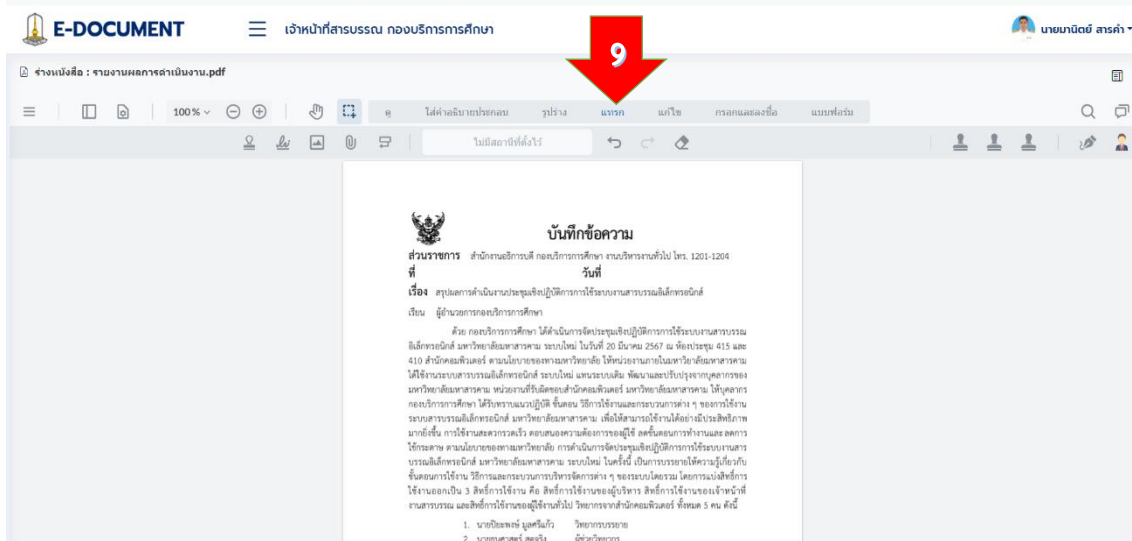 E-DOCUMENT
เจ้าหน้าที่สารบรรณ กองบริการการศึกษา
นายมานิตย์ สารคำ
9
ร่างหนังสือ : รายงานผลการดำเนินงาน.pdf
100%
ดู ใส่คำอธิบายประกอบ รูปร่าง แทรก แก้ไข กรอกและลงชื่อ แบบฟอร์ม
ไม่มีสถานีที่ตั้งไว้
บันทึกข้อความ
ส่วนราชการ สำนักงานอธิการบดี กองบริการการศึกษา งานบริหารงานทั่วไป โทร. 1201-1204
ที่ วันที่
เรื่อง สรุปผลการดำเนินงานประชุมเชิงปฏิบัติการการใช้ระบบงานสารบรรณอิเล็กทรอนิกส์
เรียน ผู้อำนวยการกองบริการการศึกษา
ด้วย กองบริการการศึกษา ได้ดำเนินการจัดประชุมเชิงปฏิบัติการการใช้ระบบงานสารบรรณ
อิเล็กทรอนิกส์ มหาวิทยาลัยมหาสารคาม ระบบใหม่ ในวันที่ 20 มีนาคม 2567 ณ ห้องประชุม 415 และ
410 สำนักคอมพิวเตอร์ ตามนโยบายของทางมหาวิทยาลัย ให้หน่วยงานภายในมหาวิทยาลัยมหาสารคาม
ได้ใช้งานระบบสารบรรณอิเล็กทรอนิกส์ ระบบใหม่ แทนระบบเดิม พัฒนาและปรับปรุงจากบุคลากรของ
มหาวิทยาลัยมหาสารคาม หน่วยงานที่รับผิดชอบสำนักคอมพิวเตอร์ มหาวิทยาลัยมหาสารคาม ให้บุคลากร
กองบริการการศึกษา ได้รับทราบแนวปฏิบัติ ขั้นตอน วิธีการใช้งานและกระบวนการต่าง ๆ ของการใช้งาน
ระบบสารบรรณอิเล็กทรอนิกส์ มหาวิทยาลัยมหาสารคาม เพื่อให้สามารถใช้งานได้อย่างมีประสิทธิภาพ
มากยิ่งขึ้น การใช้งานสะดวกรวดเร็ว ตอบสนองความต้องการของผู้ใช้ ลดขั้นตอนการทำงานและ ลดการ
ใช้กระดาษ ตามนโยบายของทางมหาวิทยาลัย การดำเนินการจัดประชุมเชิงปฏิบัติการการใช้ระบบงานสาร
บรรณอิเล็กทรอนิกส์ มหาวิทยาลัยมหาสารคาม ระบบใหม่ ในครั้งนี้ เป็นการบรรยายให้ความรู้เกี่ยวกับ
ขั้นตอนการใช้งาน วิธีการและกระบวนการบริหารจัดการต่าง ๆ ของระบบโดยรวม โดยการแบ่งสิทธิ์การ
ใช้งานออกเป็น 3 สิทธิ์การใช้งาน คือ สิทธิ์การใช้งานของผู้บริหาร สิทธิ์การใช้งานของเจ้าหน้าที่
งานสารบรรณ และสิทธิ์การใช้งานของผู้ใช้งานทั่วไป วิทยากรจากสำนักคอมพิวเตอร์ ทั้งหมด 5 คน ดังนี้
1. นายปิยะพงษ์ มูลศรีแก้ว วิทยากรบรรยาย
2. ผู้ช่วยวิทยากร